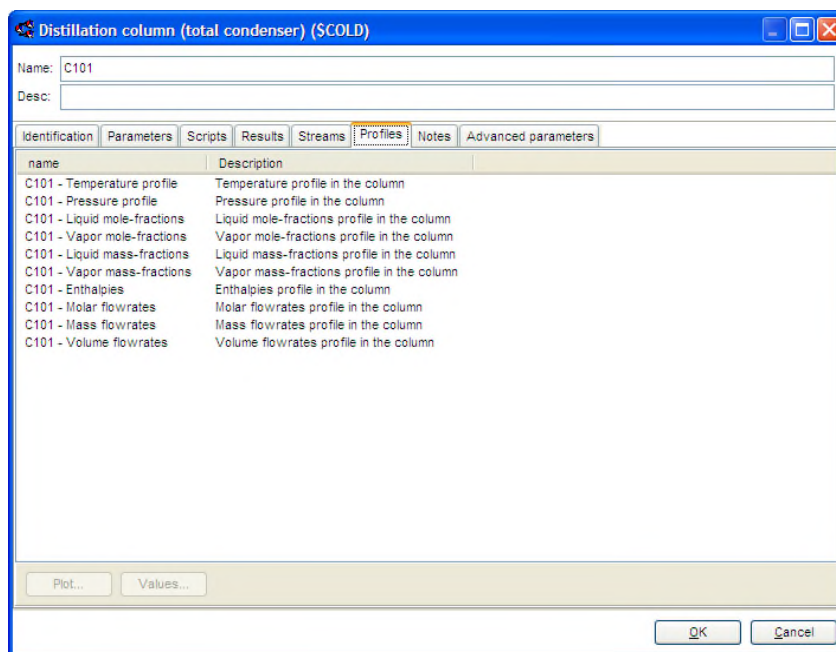 Distillation column (total condenser) ($COLD)
Name: C101
Desc:
Identification Parameters Scripts Results Streams Profiles Notes Advanced parameters
name Description
C101 - Temperature profile Temperature profile in the column
C101 - Pressure profile Pressure profile in the column
C101 - Liquid mole-fractions Liquid mole-fractions profile in the column
C101 - Vapor mole-fractions Vapor mole-fractions profile in the column
C101 - Liquid mass-fractions Liquid mass-fractions profile in the column
C101 - Vapor mass-fractions Vapor mass-fractions profile in the column
C101 - Enthalpies Enthalpies profile in the column
C101 - Molar flowrates Molar flowrates profile in the column
C101 - Mass flowrates Mass flowrates profile in the column
C101 - Volume flowrates Volume flowrates profile in the column
Plot... Values...
OK Cancel